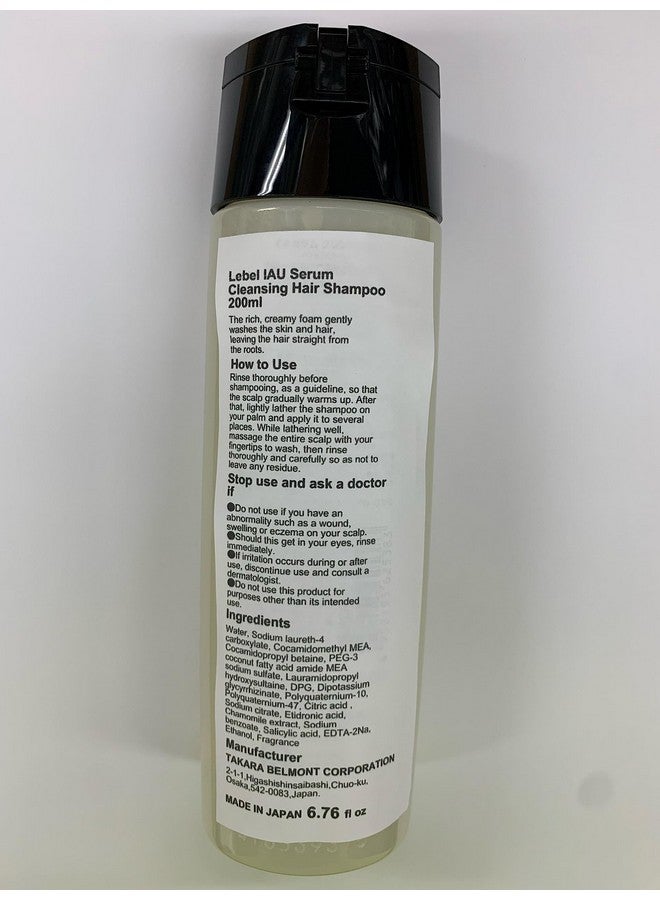 Lebel IAU Serum
Cleansing Hair Shampoo
200ml
The rich, creamy foam gently
washes the skin and hair,
leaving the hair straight from
the roots.
How to Use
Rinse thoroughly before
shampooing, as a guideline, so that
the scalp gradually warms up. After
that, lightly lather the shampoo on
your palm and apply it to several
places. While lathering well,
massage the entire scalp with your
fingertips to wash, then rinse
thoroughly and carefully so as not to
leave any residue.
Stop use and ask a doctor
if
●Do not use if you have an
abnormality such as a wound,
swelling or eczema on your scalp.
●Should this get in your eyes, rinse
immediately.
●If irritation occurs during or after
use, discontinue use and consult a
dermatologist.
●Do not use this product for
purposes other than its intended
use.
Ingredients
Water, Sodium laureth-4
carboxylate, Cocamidomethyl MEA,
Cocamidopropyl betaine, PEG-3
coconut fatty acid amide MEA
sodium sulfate, Lauramidopropyl
hydroxysultaine, DPG, Dipotassium
glycyrrhizinate, Polyquaternium-10,
Polyquaternium-47, Citric acid ,
Sodium citrate, Etidronic acid,
Chamomile extract, Sodium
benzoate, Salicylic acid, EDTA-2Na,
Ethanol, Fragrance
Manufacturer
TAKARA BELMONT CORPORATION
2-1-1,Higashishinsaibashi,Chuo-ku,
Osaka,542-0083,Japan.
MADE IN JAPAN 6.76 fl oz